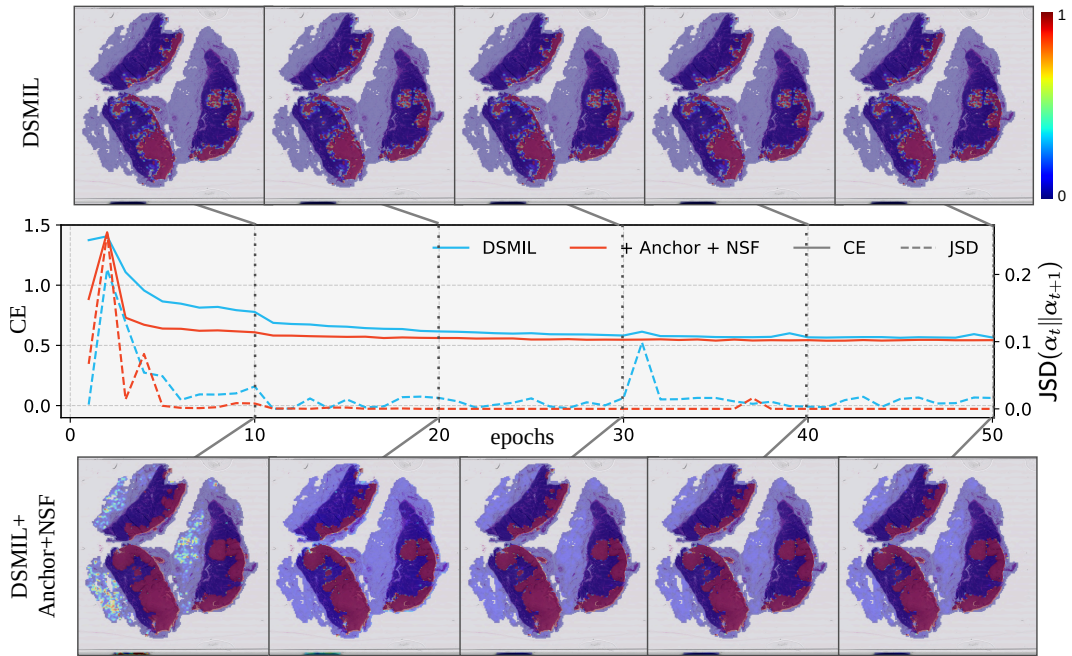 DSMIL
1
0
1.5
1.0
0.5
0.0
CE
DSMIL + Anchor + NSF CE JSD
0.2
0.1
0.0
JSD(α_t||α_{t+1})
0 10 20 30 40 50
epochs
DSMIL+
Anchor+NSF